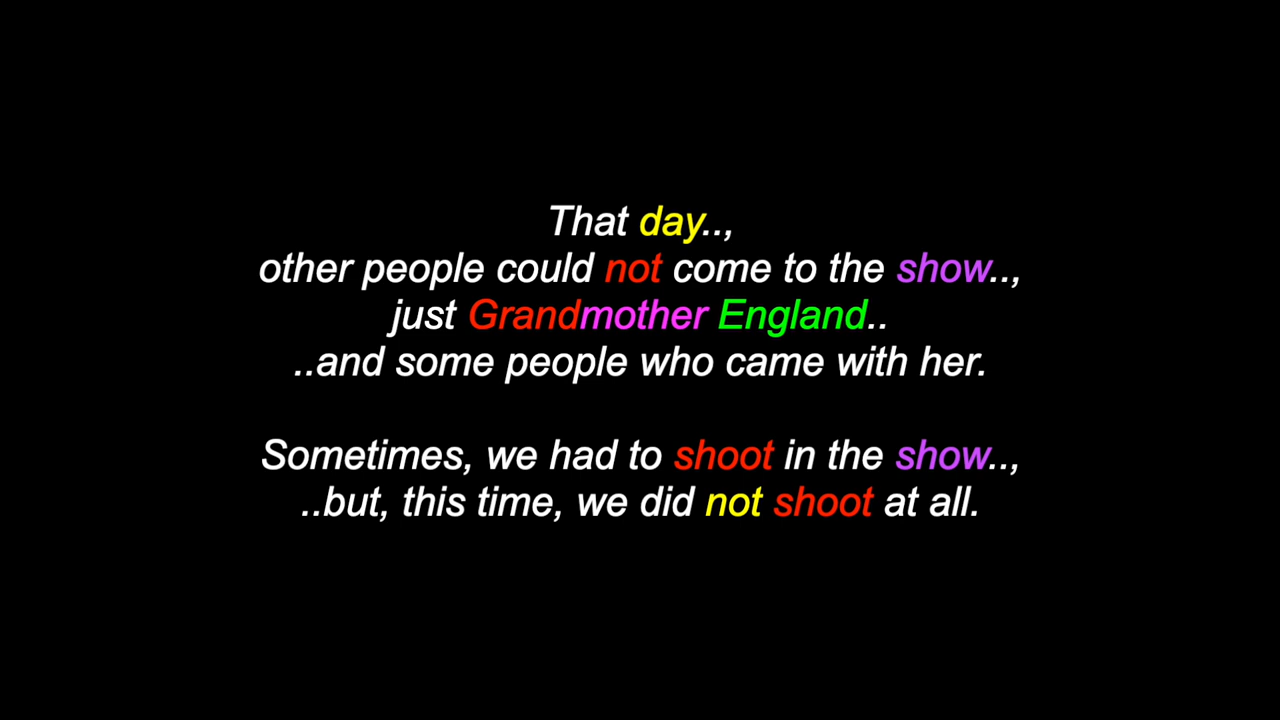 That day..,
other people could not come to the show..,
just Grandmother England..
..and some people who came with her.
Sometimes, we had to shoot in the show..,
..but, this time, we did not shoot at all.